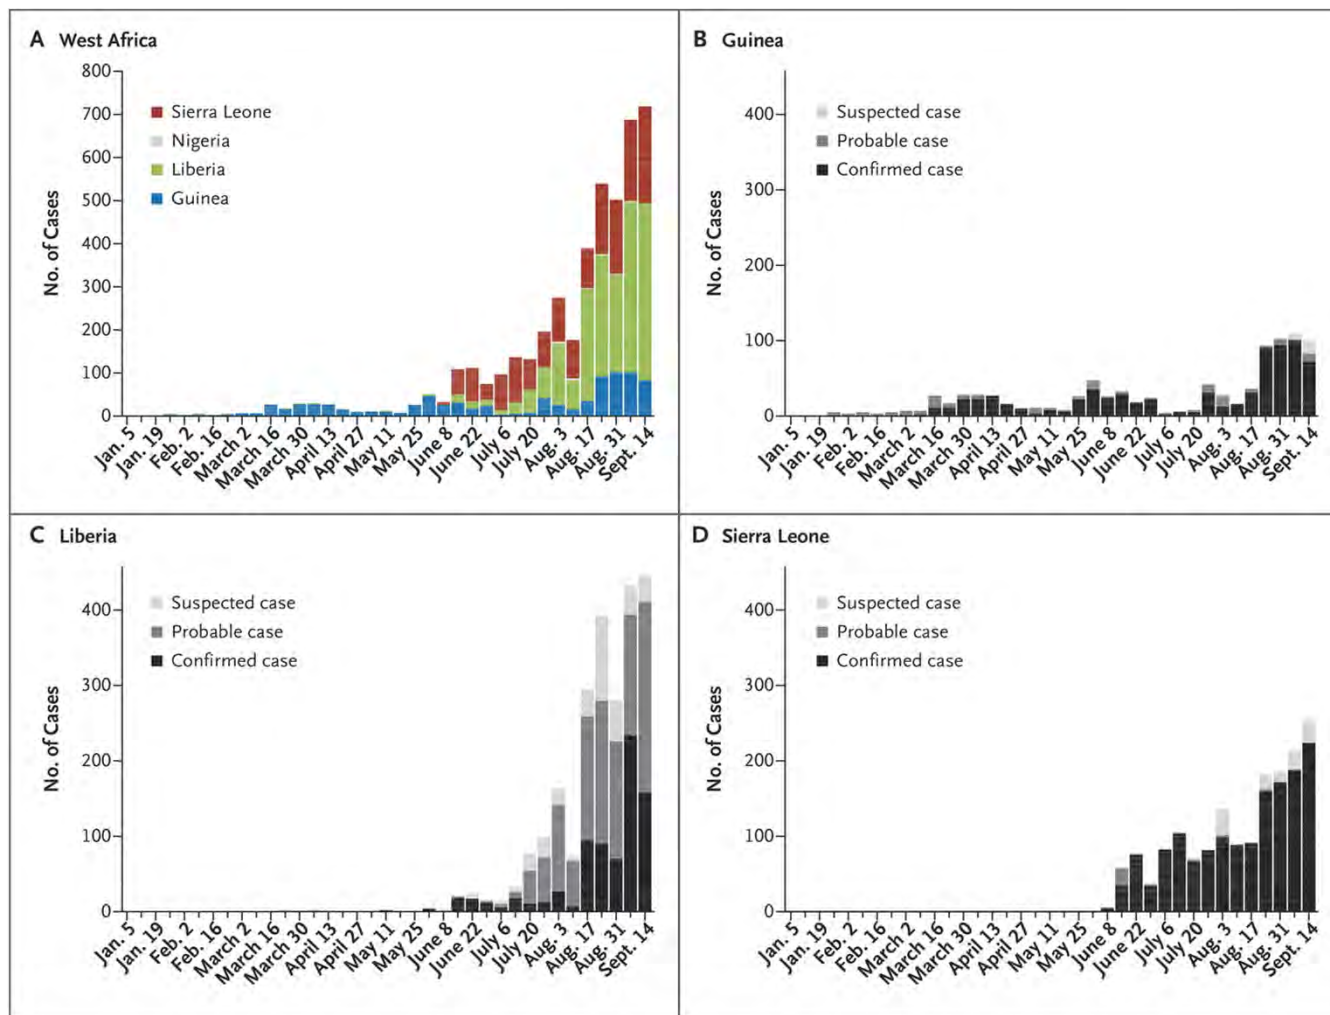 A West Africa
800
700
600
500
400
300
200
100
0
No. of Cases
Sierra Leone
Nigeria
Liberia
Guinea
Jan. 5
Jan. 19
Feb. 2
Feb. 16
March 2
March 16
March 30
April 13
April 27
May 11
May 25
June 8
June 22
July 6
July 20
Aug. 3
Aug. 17
Aug. 31
Sept. 14
B Guinea
400
300
200
100
0
No. of Cases
Suspected case
Probable case
Confirmed case
Jan. 5
Jan. 19
Feb. 2
Feb. 16
March 2
March 16
March 30
April 13
April 27
May 11
May 25
June 8
June 22
July 6
July 20
Aug. 3
Aug. 17
Aug. 31
Sept. 14
C Liberia
400
300
200
100
0
No. of Cases
Suspected case
Probable case
Confirmed case
Jan. 5
Jan. 19
Feb. 2
Feb. 16
March 2
March 16
March 30
April 13
April 27
May 11
May 25
June 8
June 22
July 6
July 20
Aug. 3
Aug. 17
Aug. 31
Sept. 14
D Sierra Leone
400
300
200
100
0
No. of Cases
Suspected case
Probable case
Confirmed case
Jan. 5
Jan. 19
Feb. 2
Feb. 16
March 2
March 16
March 30
April 13
April 27
May 11
May 25
June 8
June 22
July 6
July 20
Aug. 3
Aug. 17
Aug. 31
Sept. 14